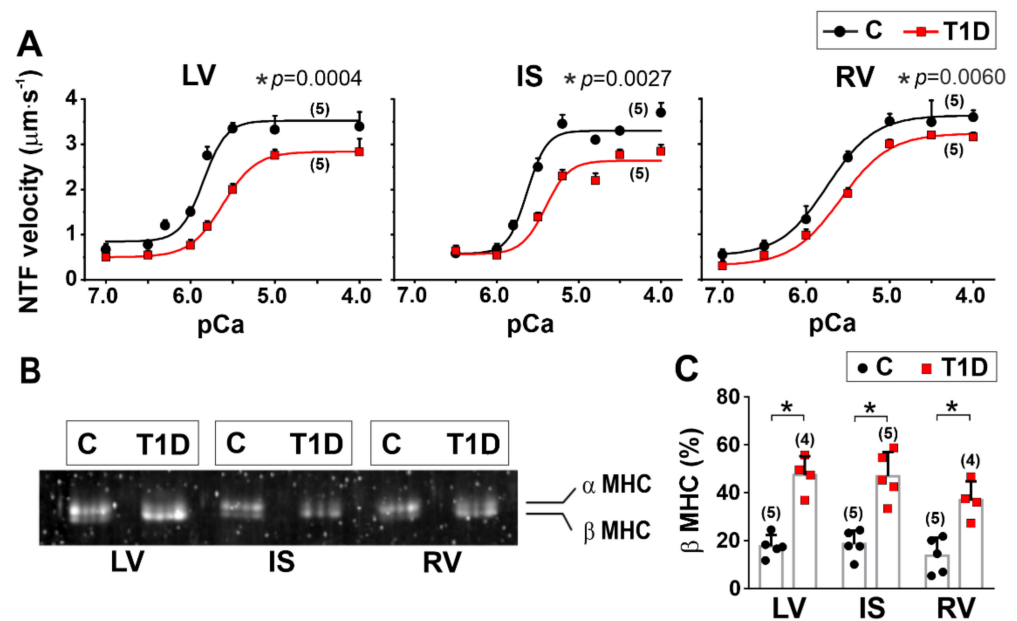 C T1D
A
LV *p=0.0004 IS *p=0.0027 RV *p=0.0060
NTF velocity (μm·s⁻¹)
4 (5) (5) (5)
3
(5) (5) (5)
2
1
0
7.0 6.0 5.0 4.0 7.0 6.0 5.0 4.0 7.0 6.0 5.0 4.0
pCa pCa pCa
B
C T1D C T1D C T1D
α MHC
β MHC
LV IS RV
C
C T1D
β MHC (%)
80
60
40
20
0
* * *
(5) (4) (5) (5) (5) (4)
LV IS RV